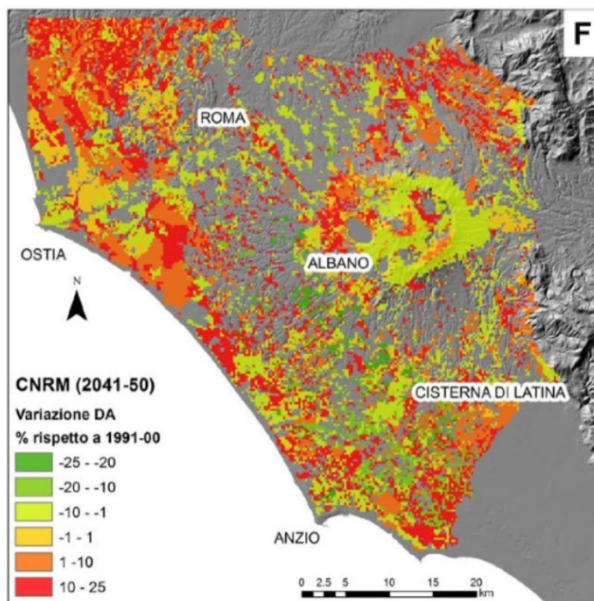 F
ROMA
OSTIA
ALBANO
N
CISTERNA DI LATINA
CNRM (2041-50)
Variazione DA
% rispetto a 1991-00
-25 - -20
-20 - -10
-10 - -1
-1 - 1
1 -10
10 - 25
ANZIO
0 2.5 5 10 15 20
km